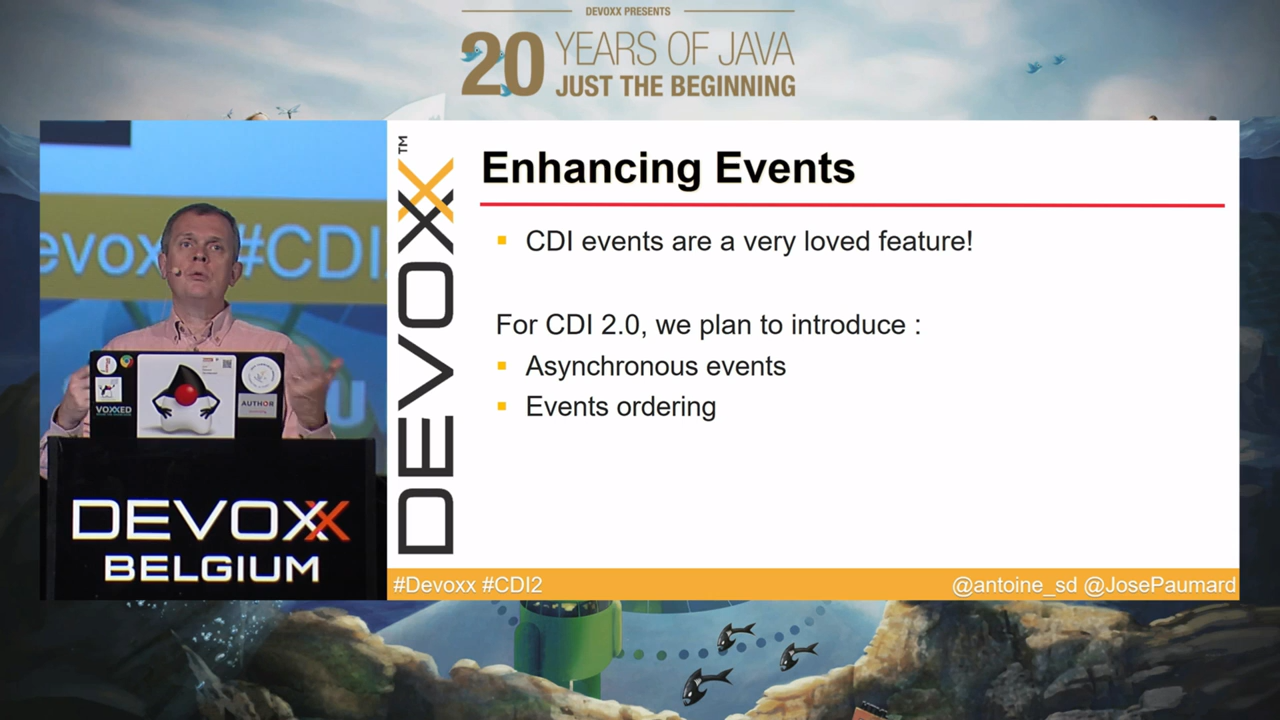 DEVOXX PRESENTS
20 YEARS OF JAVA
JUST THE BEGINNING
evoxx #CDI
VOXXED
AUTHOR
DEVOXX
BELGIUM
DEVOXX™
Enhancing Events
▪ CDI events are a very loved feature!
For CDI 2.0, we plan to introduce :
▪ Asynchronous events
▪ Events ordering
#Devoxx #CDI2
@antoine_sd @JosePaumard